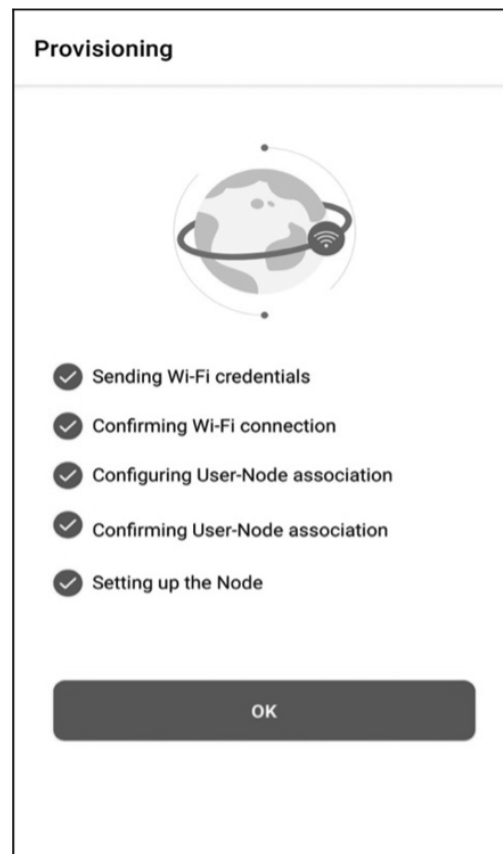 Provisioning
Sending Wi-Fi credentials
Confirming Wi-Fi connection
Configuring User-Node association
Confirming User-Node association
Setting up the Node
OK